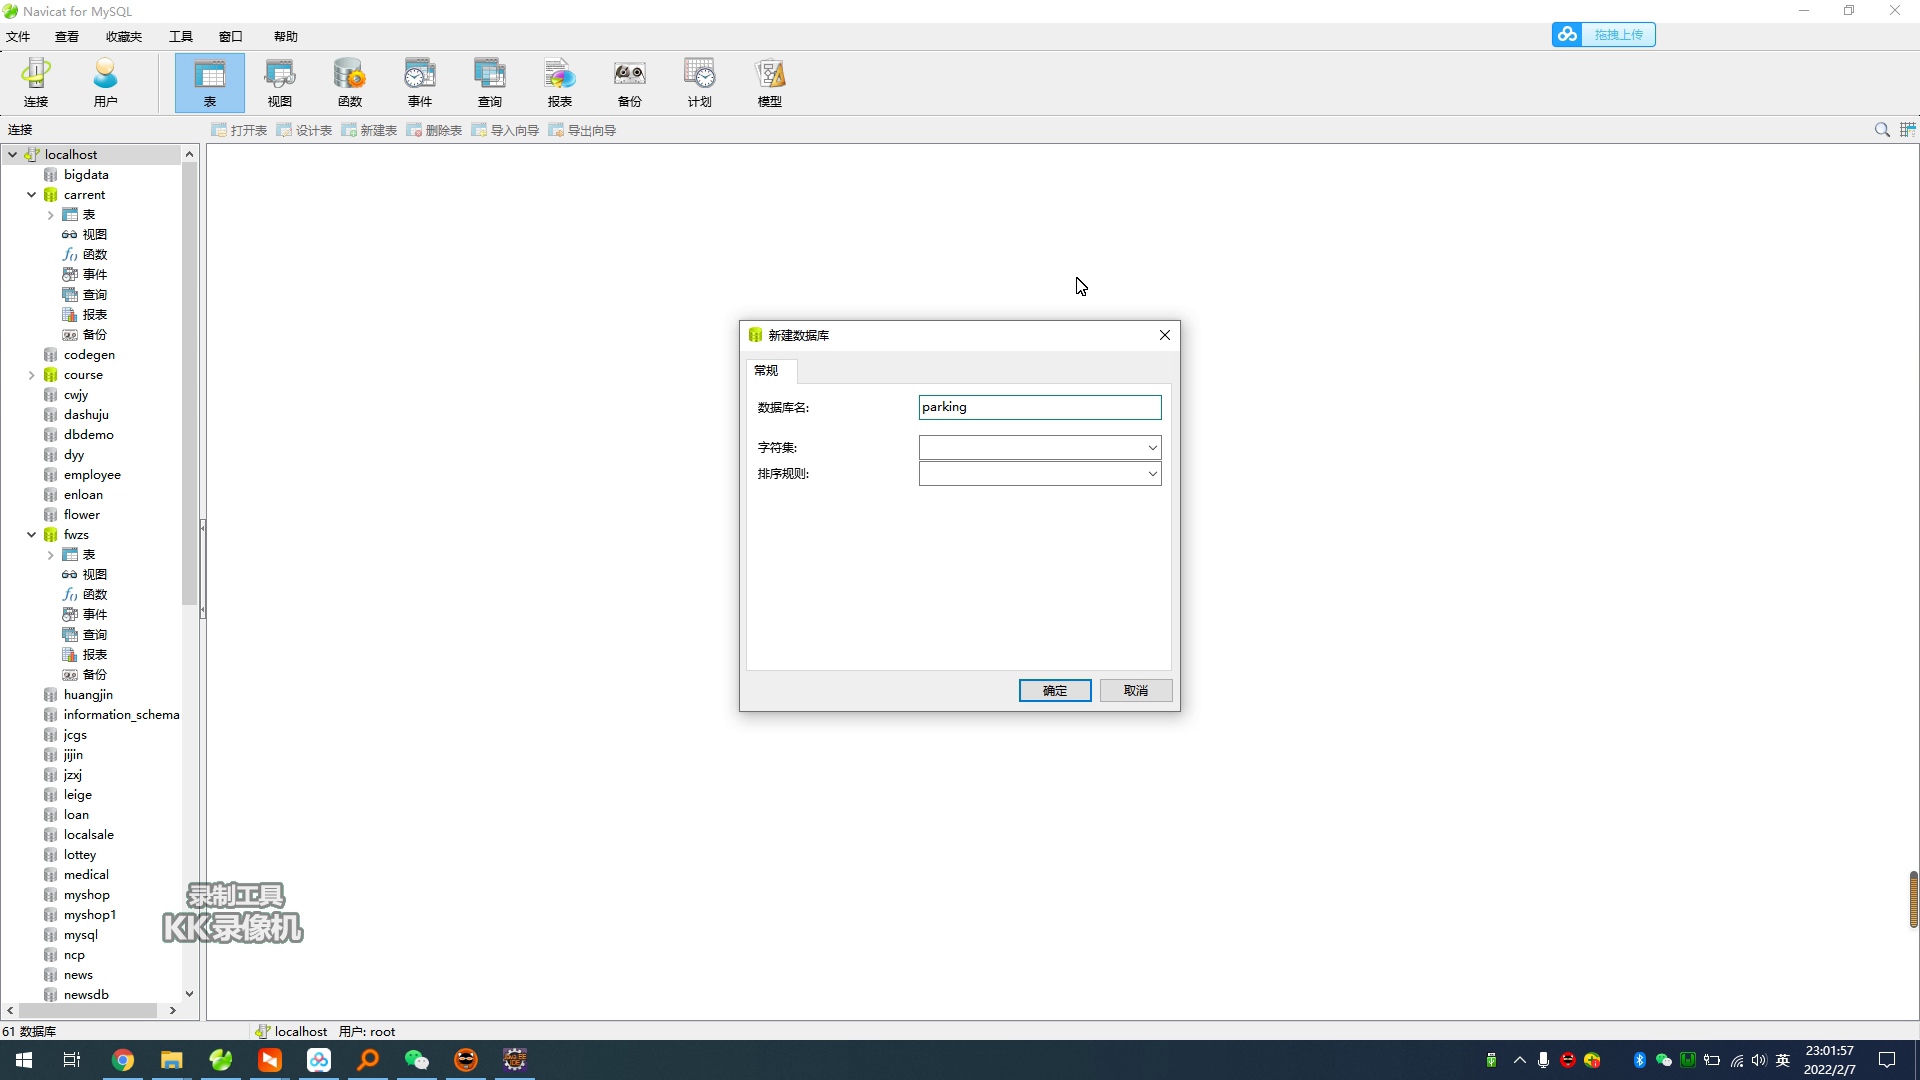 Navicat for MySQL
文件 查看 收藏夹 工具 窗口 帮助
拖拽上传
连接 用户 表 视图 函数 事件 查询 报表 备份 计划 模型
连接 打开表 设计表 新建表 删除表 导入向导 导出向导
localhost
bigdata
carrent
表
视图
函数
事件
查询
报表
备份
codegen
course
cwjy
dashuju
dbdemo
dyy
employee
enloan
flower
fwzs
表
视图
函数
事件
查询
报表
备份
huangjin
information_schema
jcgs
jijin
jzxj
leige
loan
localsale
lottey
medical
myshop
myshop1
mysql
ncp
news
newsdb
新建数据库
常规
数据库名: parking
字符集:
排序规则:
确定 取消
录制工具
KK录像机
61 数据库 localhost 用户: root
英
23:01:57
2022/2/7